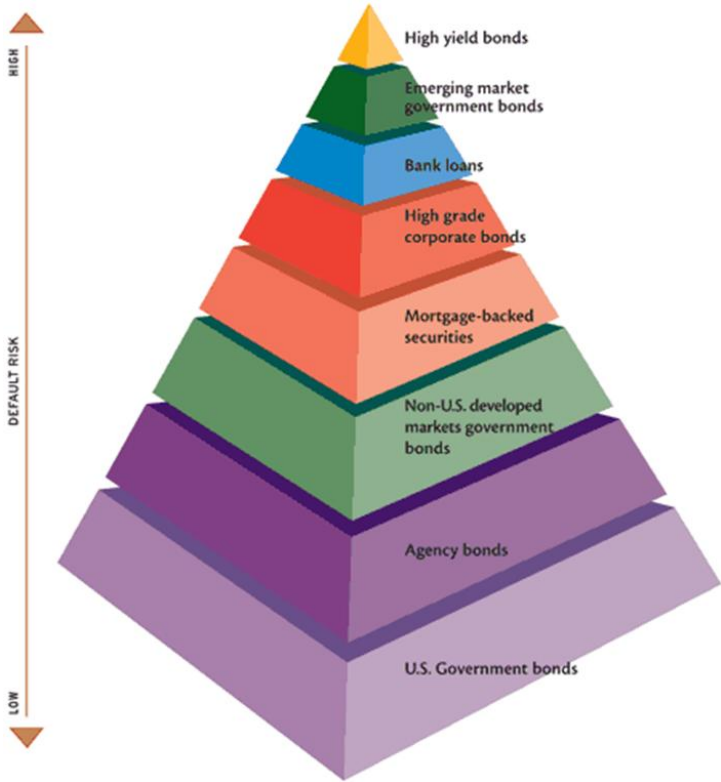 HIGH
DEFAULT RISK
LOW
High yield bonds
Emerging market
government bonds
Bank loans
High grade
corporate bonds
Mortgage-backed
securities
Non-U.S. developed
markets government
bonds
Agency bonds
U.S. Government bonds